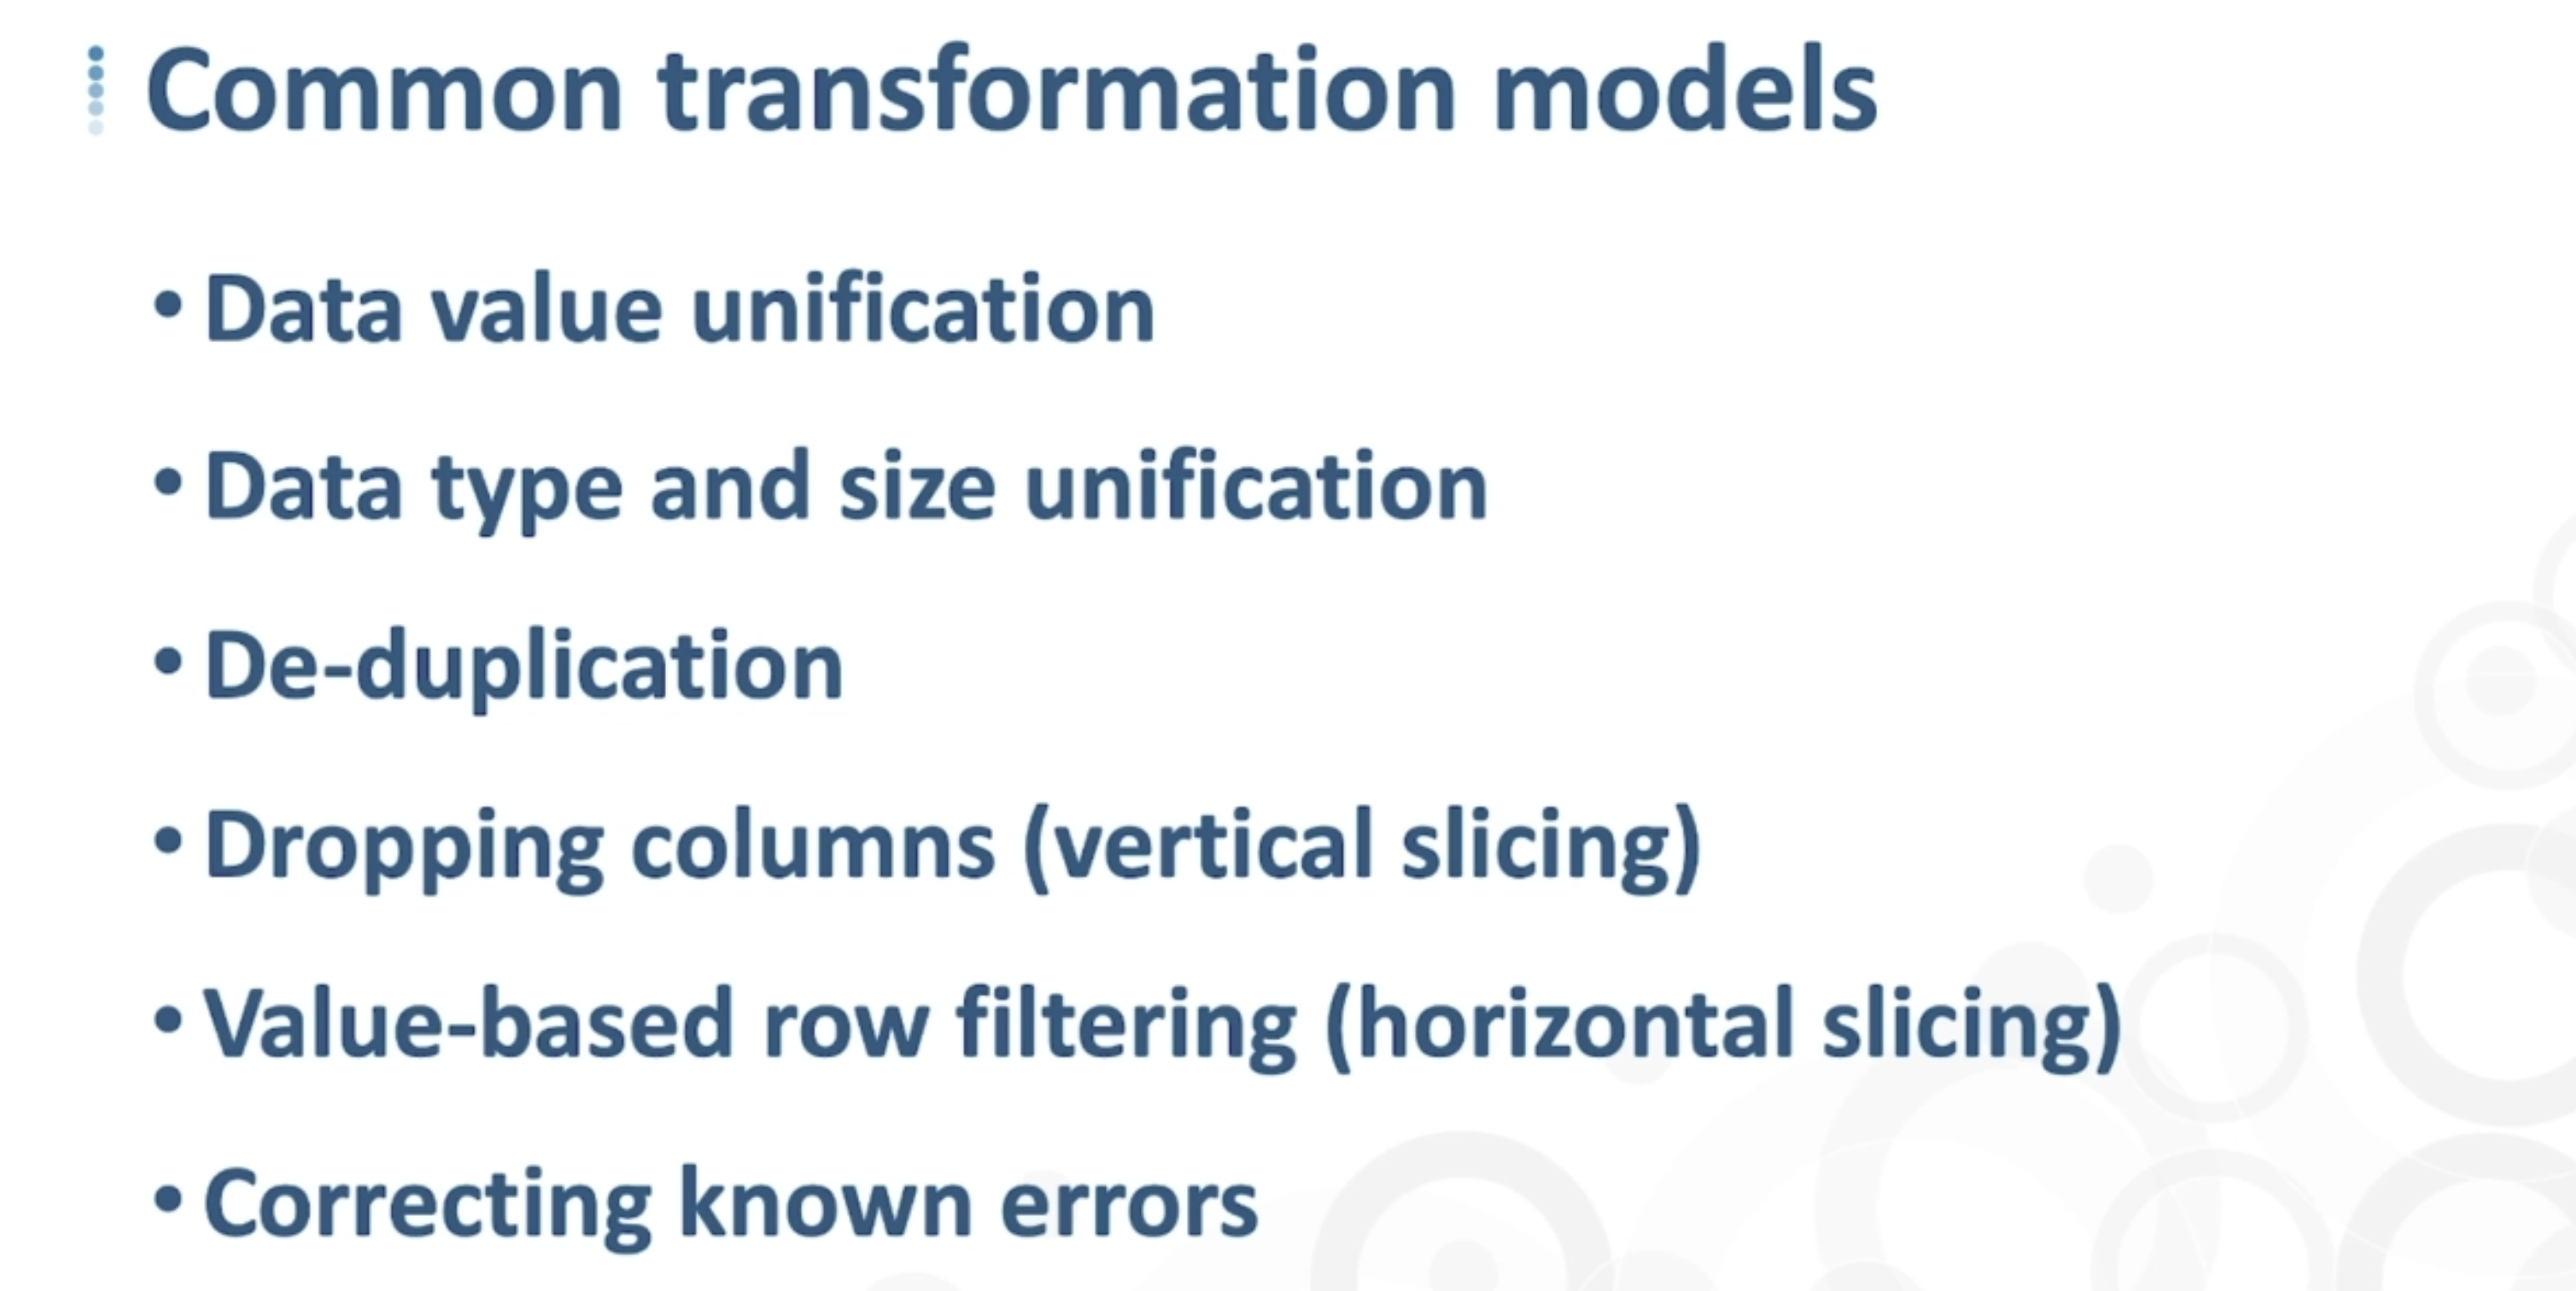 Common transformation models
• Data value unification
• Data type and size unification
• De-duplication
• Dropping columns (vertical slicing)
• Value-based row filtering (horizontal slicing)
• Correcting known errors